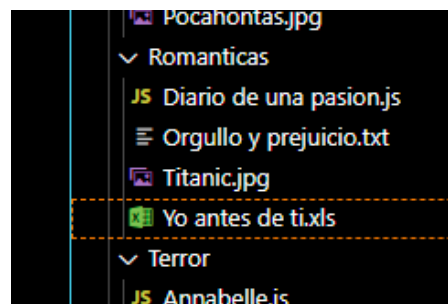 Pocahontas.jpg
Romanticas
JS Diario de una pasion.js
Orgullo y prejuicio.txt
Titanic.jpg
Yo antes de ti.xls
Terror
JS Annabelle.js